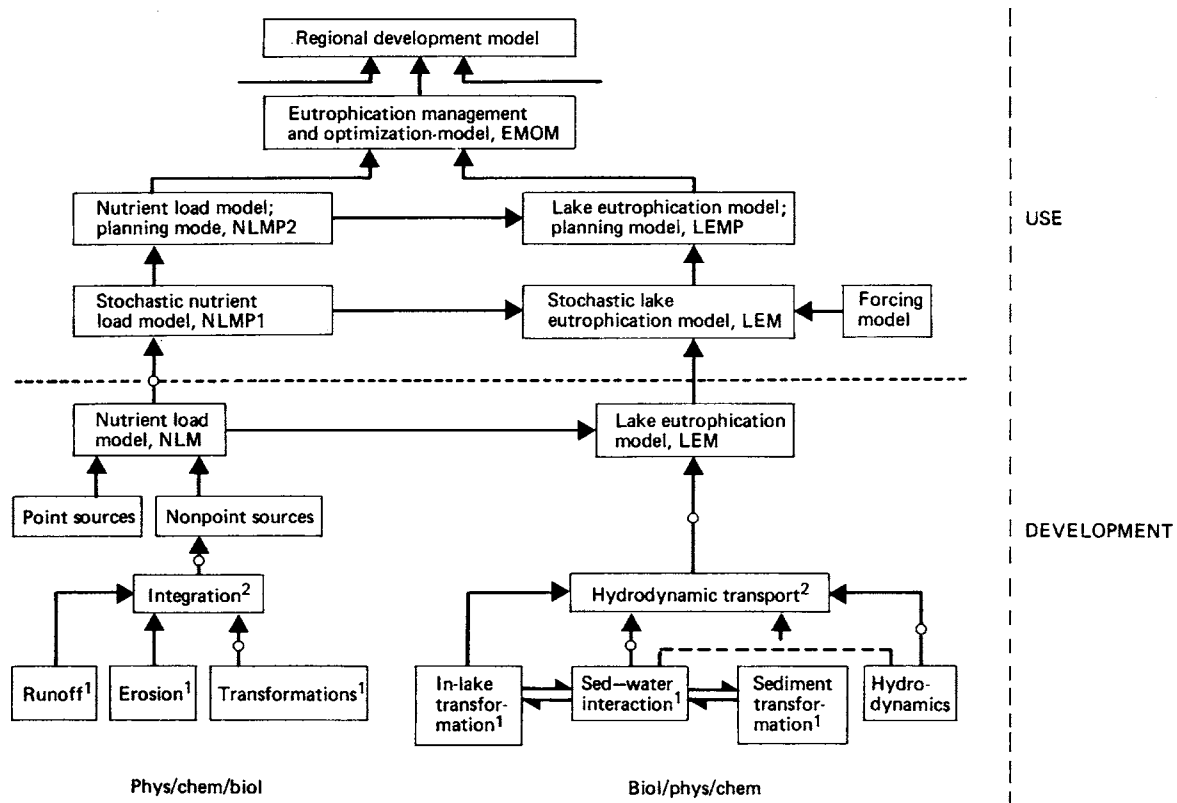 Regional development model
Eutrophication management
and optimization-model, EMOM
Nutrient load model;
planning mode, NLMP2
Lake eutrophication model;
planning model, LEMP
USE
Stochastic nutrient
load model, NLMP1
Stochastic lake
eutrophication model, LEM
Forcing
model
Nutrient load
model, NLM
Lake eutrophication
model, LEM
Point sources
Nonpoint sources
DEVELOPMENT
Integration²
Hydrodynamic transport²
Runoff¹
Erosion¹
Transformations¹
In-lake
transfor-
mation¹
Sed–water
interaction¹
Sediment
transfor-
mation¹
Hydro-
dynamics
Phys/chem/biol
Biol/phys/chem